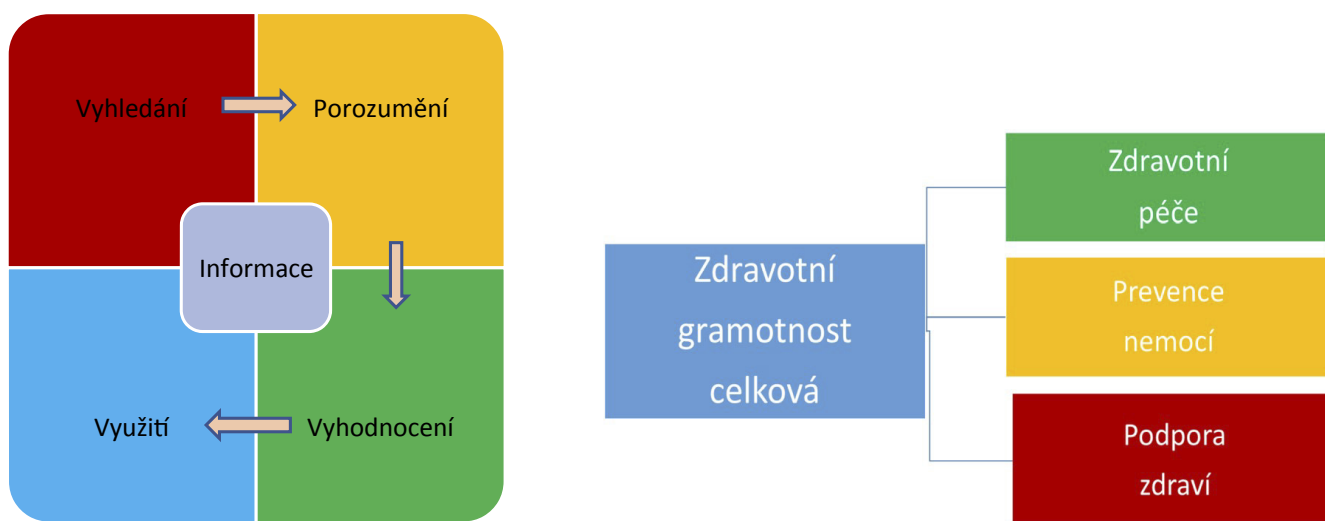 Vyhledání
Porozumění
Informace
Využití
Vyhodnocení
Zdravotní
gramotnost
celková
Zdravotní
péče
Prevence
nemocí
Podpora
zdraví